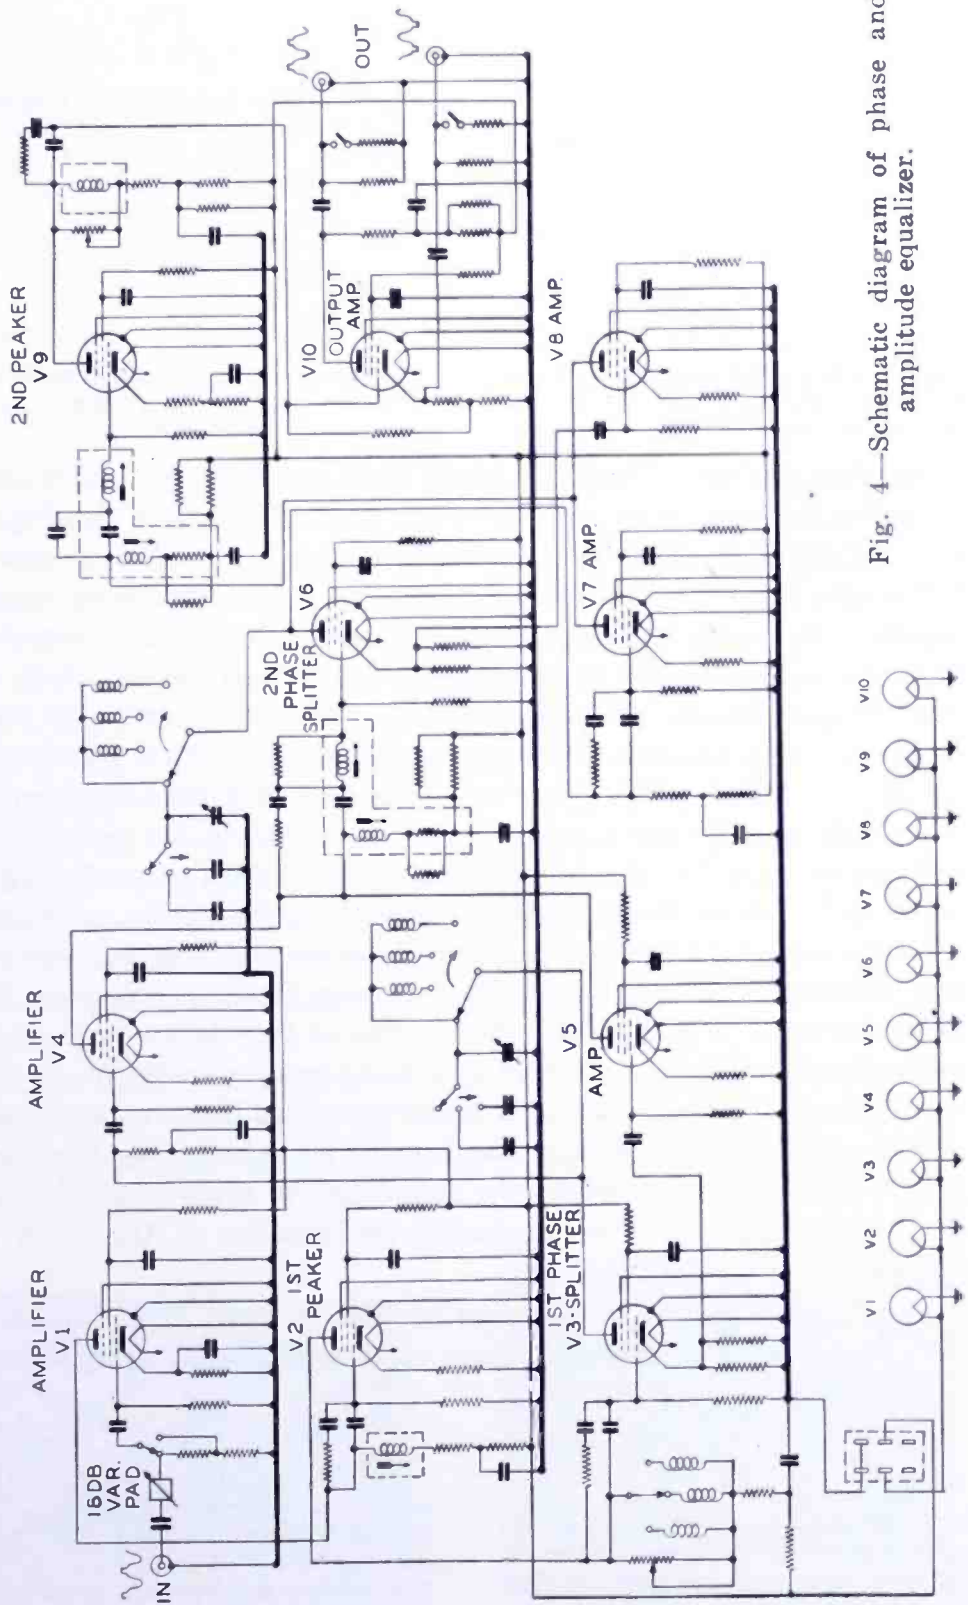 IN
18DB
VAR.
PAD
AMPLIFIER
V1
AMPLIFIER
V4
2ND PEAKER
V9
V2
1ST
PEAKER
2ND
PHASE
SPLITTER
V6
V10
OUTPUT
AMP.
OUT
1ST PHASE
V3-SPLITTER
V5
AMP.
V7 AMP.
V8 AMP.
V1
V2
V3
V4
V5
V6
V7
V8
V9
V10
Fig. 4—Schematic diagram of phase and
amplitude equalizer.